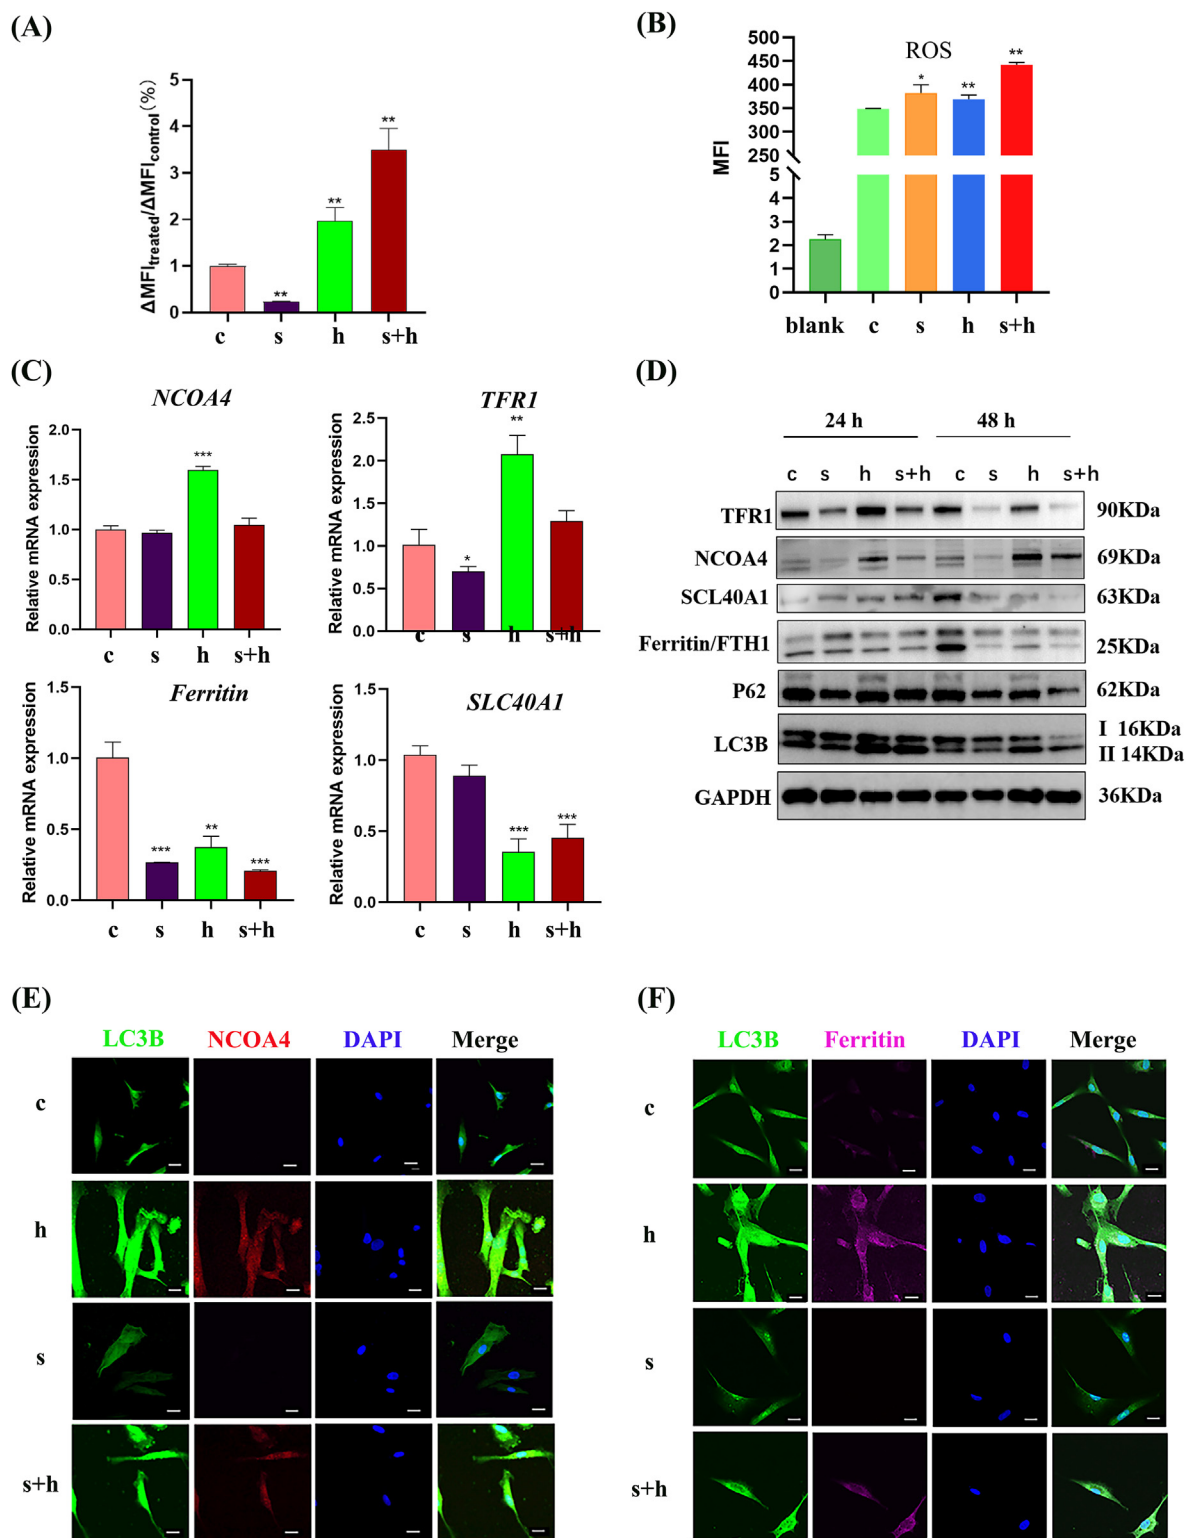 (A)
ΔMFItreated/ΔMFIcontrol(%)
5
4
3
2
1
0
**
**
**
c s h s+h
(B)
ROS
MFI
500
450
400
350
300
250
5
4
3
2
1
0
*
**
**
blank c s h s+h
(C)
NCOA4
Relative mRNA expression
2.0
1.5
1.0
0.5
0.0
***
c s h s+h
TFR1
Relative mRNA expression
2.5
2.0
1.5
1.0
0.5
0.0
*
**
c s h s+h
Ferritin
Relative mRNA expression
1.5
1.0
0.5
0.0
***
**
***
c s h s+h
SLC40A1
Relative mRNA expression
1.5
1.0
0.5
0.0
***
***
c s h s+h
(D)
24 h 48 h
c s h s+h c s h s+h
TFR1 90KDa
NCOA4 69KDa
SCL40A1 63KDa
Ferritin/FTH1 25KDa
P62 62KDa
LC3B I 16KDa
II 14KDa
GAPDH 36KDa
(E)
LC3B NCOA4 DAPI Merge
c
h
s
s+h
(F)
LC3B Ferritin DAPI Merge
c
h
s
s+h